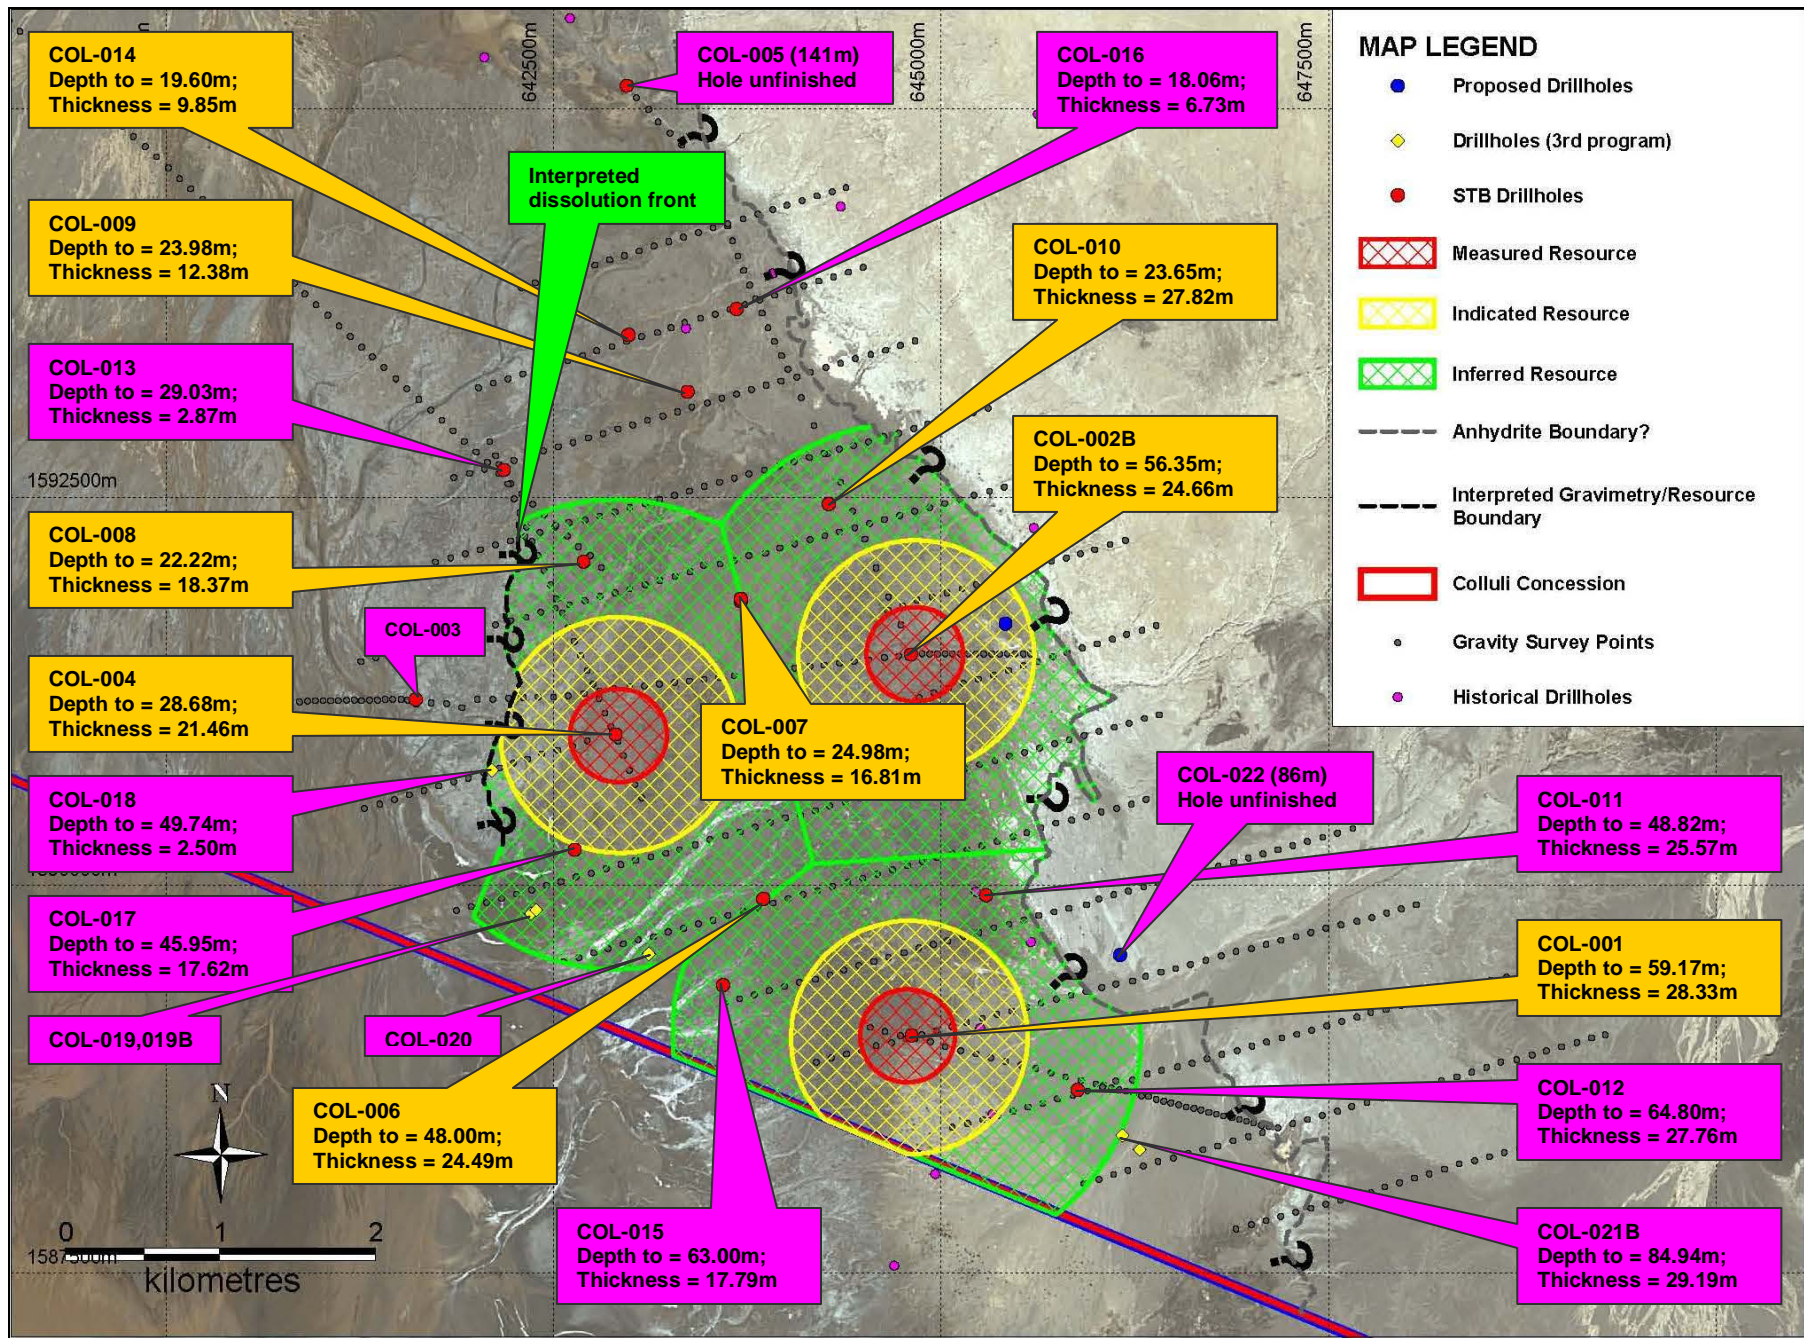 COL-014
Depth to = 19.60m;
Thickness = 9.85m
642500m
COL-005 (141m)
Hole unfinished
645000m
COL-016
Depth to = 18.06m;
Thickness = 6.73m
647500m
Interpreted
dissolution front
COL-009
Depth to = 23.98m;
Thickness = 12.38m
COL-010
Depth to = 23.65m;
Thickness = 27.82m
COL-013
Depth to = 29.03m;
Thickness = 2.87m
1592500m
COL-002B
Depth to = 56.35m;
Thickness = 24.66m
COL-008
Depth to = 22.22m;
Thickness = 18.37m
COL-003
COL-004
Depth to = 28.68m;
Thickness = 21.46m
COL-007
Depth to = 24.98m;
Thickness = 16.81m
COL-018
Depth to = 49.74m;
Thickness = 2.50m
COL-022 (86m)
Hole unfinished
COL-011
Depth to = 48.82m;
Thickness = 25.57m
COL-017
Depth to = 45.95m;
Thickness = 17.62m
COL-001
Depth to = 59.17m;
Thickness = 28.33m
COL-019,019B
COL-020
COL-006
Depth to = 48.00m;
Thickness = 24.49m
COL-012
Depth to = 64.80m;
Thickness = 27.76m
COL-015
Depth to = 63.00m;
Thickness = 17.79m
COL-021B
Depth to = 84.94m;
Thickness = 29.19m
N
0 1 2
1587500m
kilometres
? ? ? ? ? ? ? ? ? ? ? ?
MAP LEGEND
Proposed Drillholes
Drillholes (3rd program)
STB Drillholes
Measured Resource
Indicated Resource
Inferred Resource
Anhydrite Boundary?
Interpreted Gravimetry/Resource
Boundary
Colluli Concession
Gravity Survey Points
Historical Drillholes